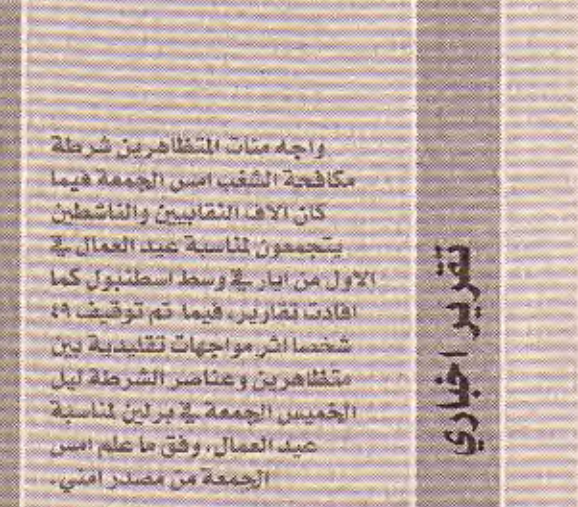 تقرير اخباري
واجه مئات المتظاهرين شرطة
مكافحة الشغب امس الجمعة فيما
كان الاف النقابيين والناشطين
يتجمعون لمناسبة عيد العمال في
الاول من ايار في وسط اسطنبول كما
افادت تقارير، فيما تم توقيف ٤٩
شخصا اثر مواجهات تقليدية بين
متظاهرين وعناصر الشرطة ليل
الخميس الجمعة في برلين لمناسبة
عيد العمال، وفق ما علم امس
الجمعة من مصدر امني.